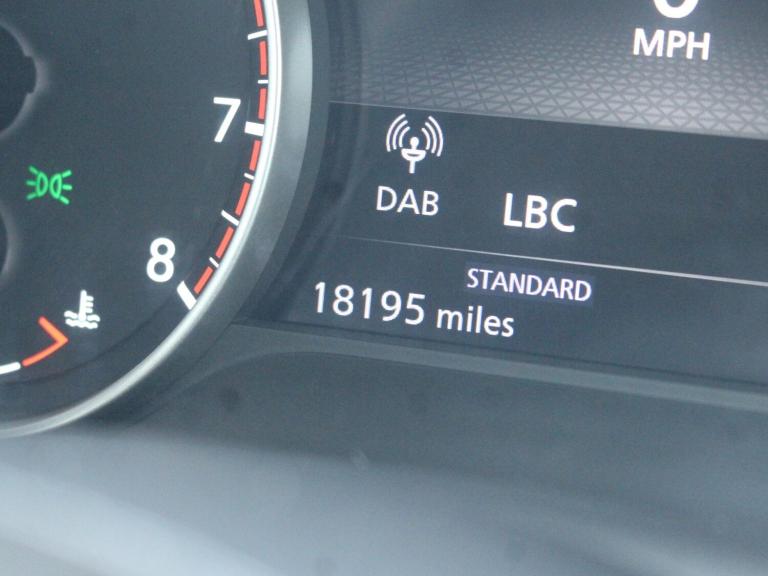 MPH
7
DAB LBC
8
STANDARD
18195 miles